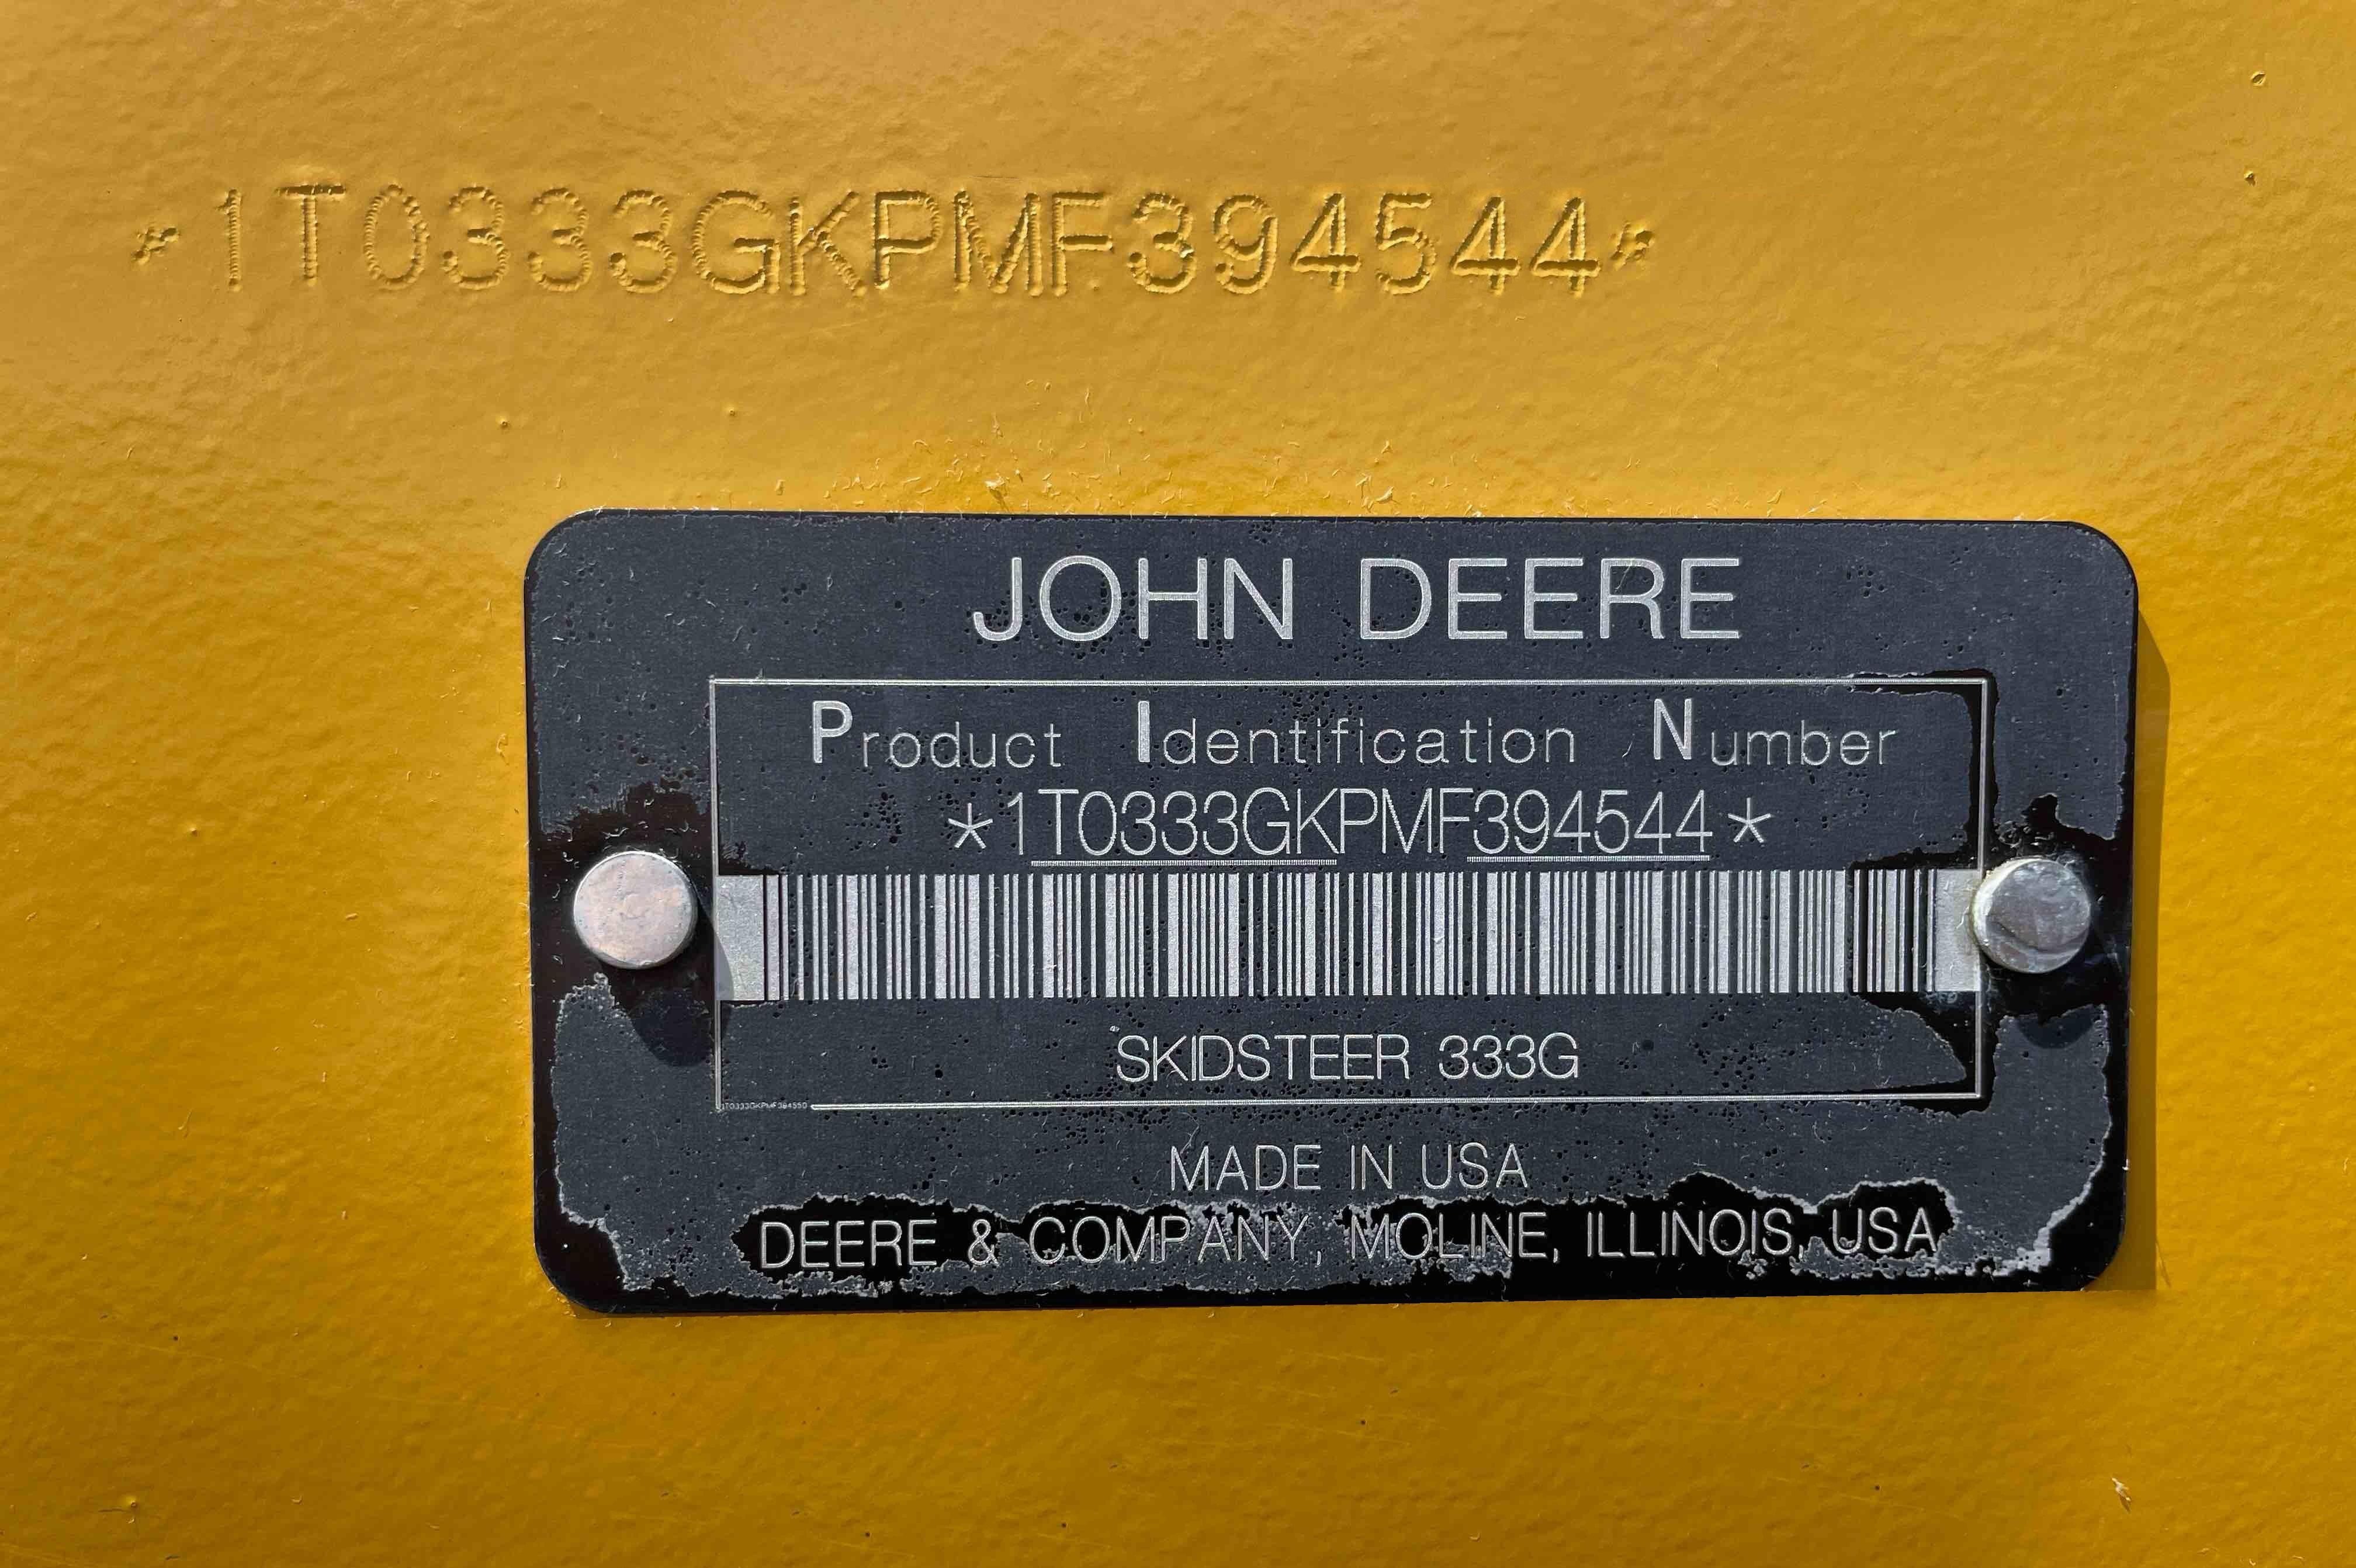 *1T0333GKPMF394544*
JOHN DEERE
Product Identification Number
*1T0333GKPMF394544*
SKIDSTEER 333G
MADE IN USA
DEERE & COMPANY, MOLINE, ILLINOIS, USA